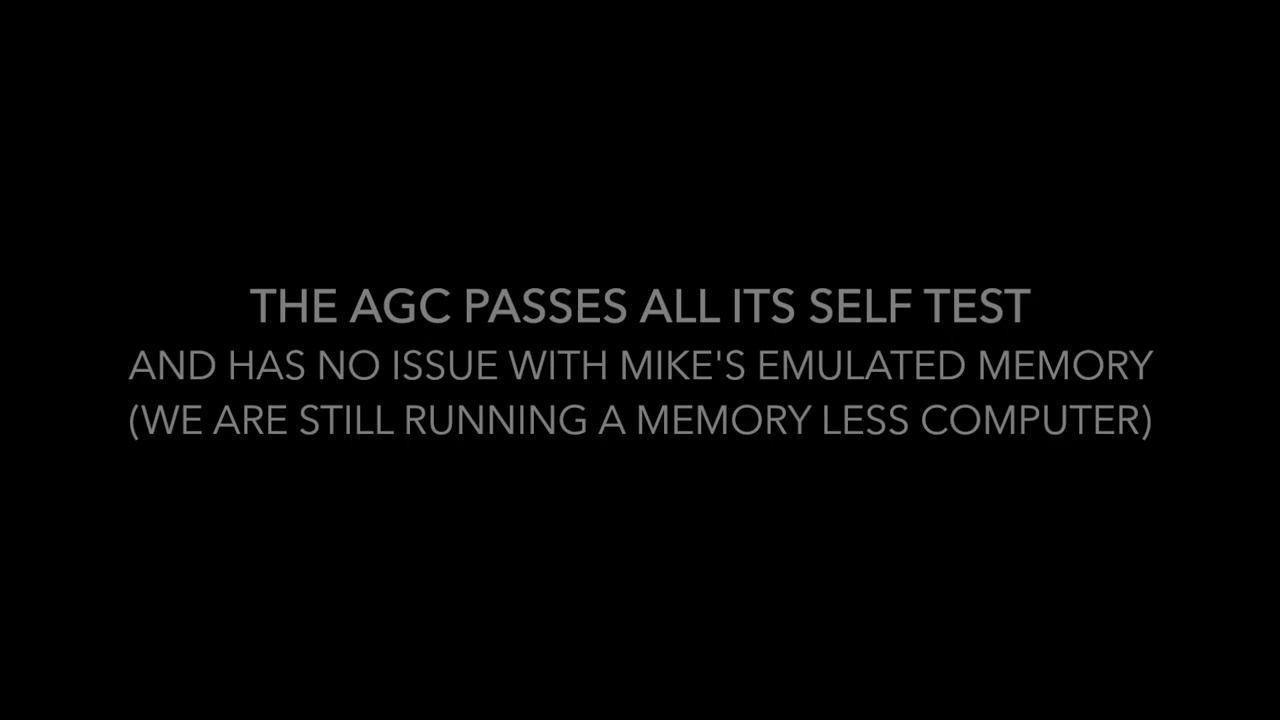 THE AGC PASSES ALL ITS SELF TEST
AND HAS NO ISSUE WITH MIKE'S EMULATED MEMORY
(WE ARE STILL RUNNING A MEMORY LESS COMPUTER)